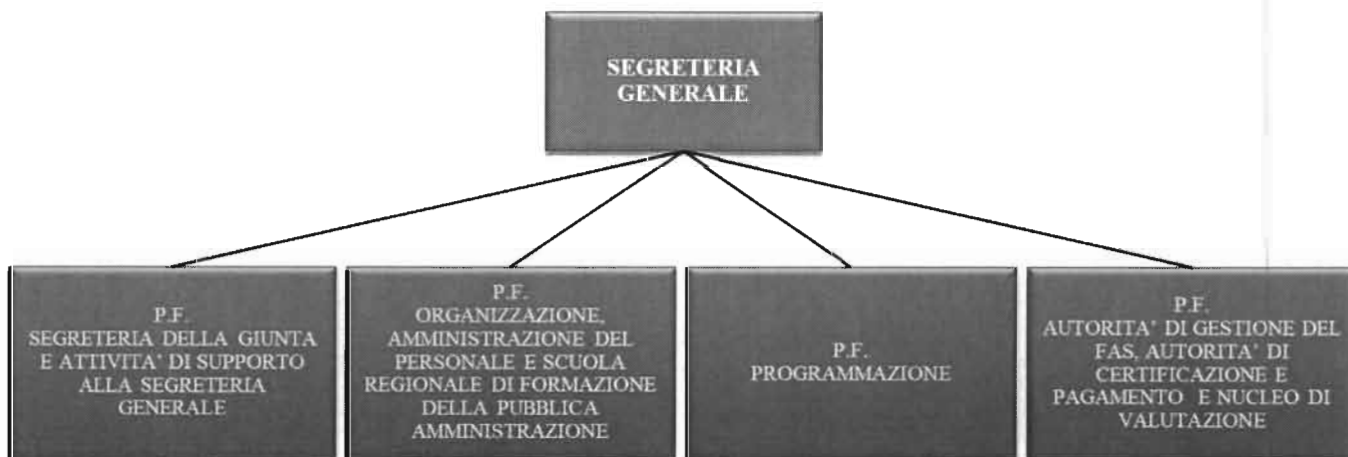 SEGRETERIA
GENERALE
P.F.
SEGRETERIA DELLA GIUNTA
E ATTIVITA' DI SUPPORTO
ALLA SEGRETERIA
GENERALE
P.F.
ORGANIZZAZIONE,
AMMINISTRAZIONE DEL
PERSONALE E SCUOLA
REGIONALE DI FORMAZIONE
DELLA PUBBLICA
AMMINISTRAZIONE
P.F.
PROGRAMMAZIONE
P.F.
AUTORITA' DI GESTIONE DEL
FAS, AUTORITA' DI
CERTIFICAZIONE E
PAGAMENTO E NUCLEO DI
VALUTAZIONE